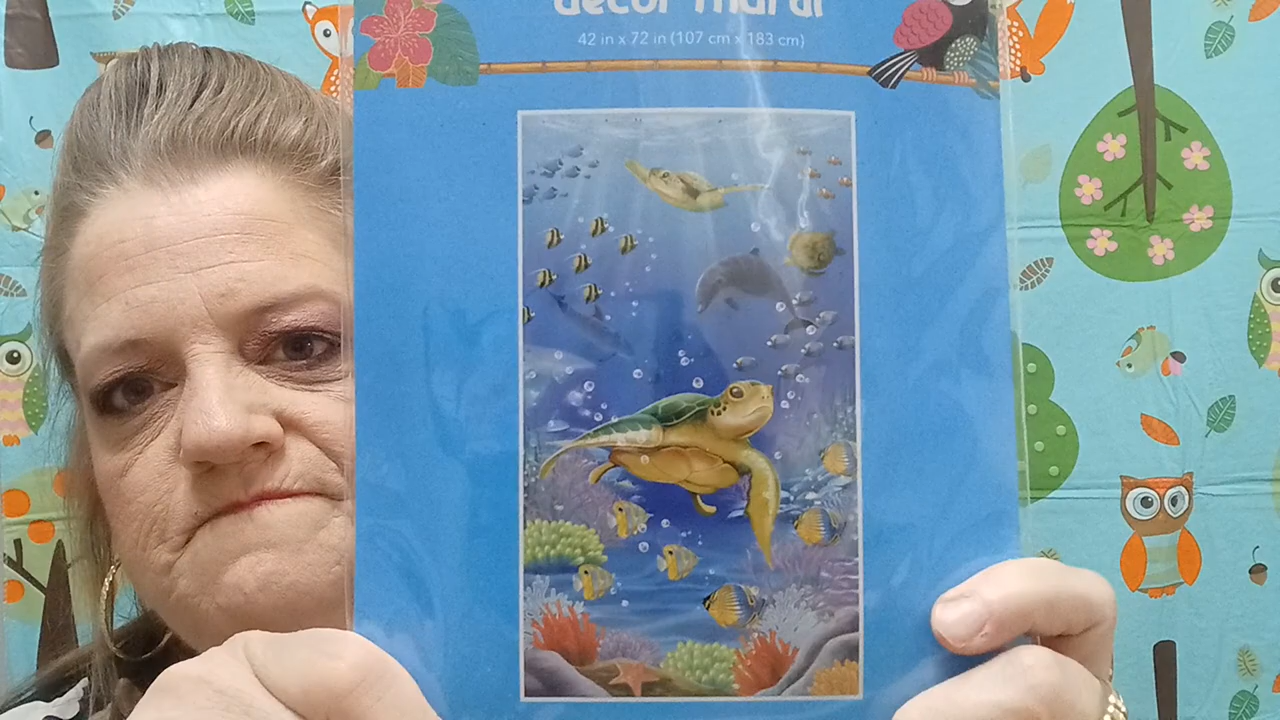 decor mural
42 in x 72 in (107 cm x 183 cm)